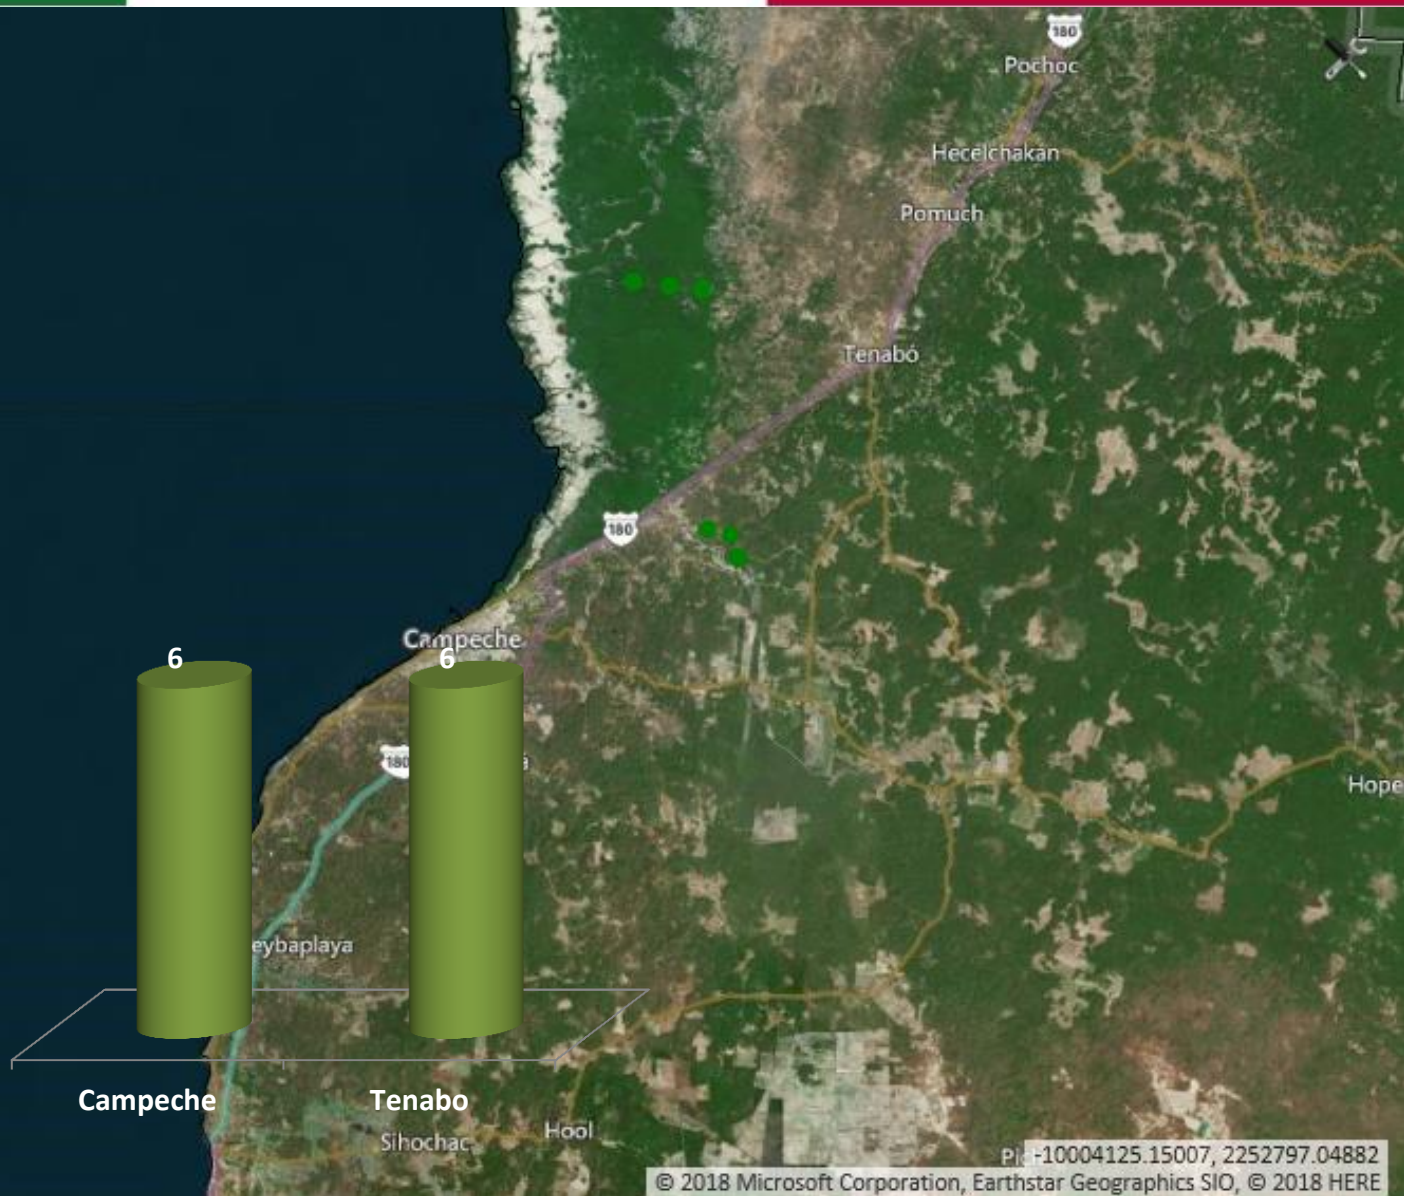 180
Pochoc
Hecelchakán
Pomuch
Tenabó
180
Campeche
6
6
180
eybaplaya
Hope
Campeche
Tenabo
Sihochac
Hool
-10004125.15007, 2252797.04882
© 2018 Microsoft Corporation, Earthstar Geographics SIO, © 2018 HERE